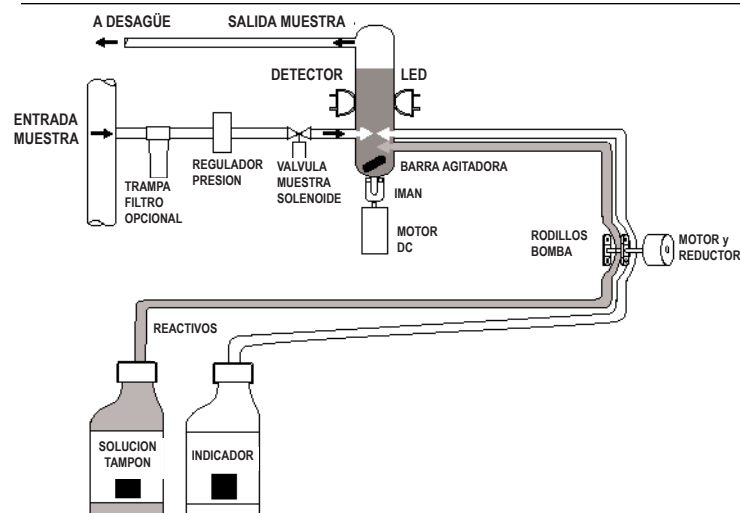 A DESAGÜE
SALIDA MUESTRA
DETECTOR
LED
ENTRADA
MUESTRA
REGULADOR
PRESION
VALVULA
MUESTRA
SOLENOIDE
TRAMPA
FILTRO
OPCIONAL
BARRA AGITADORA
IMAN
MOTOR
DC
RODILLOS
BOMBA
MOTOR y
REDUCTOR
REACTIVOS
SOLUCION
TAMPON
INDICADOR